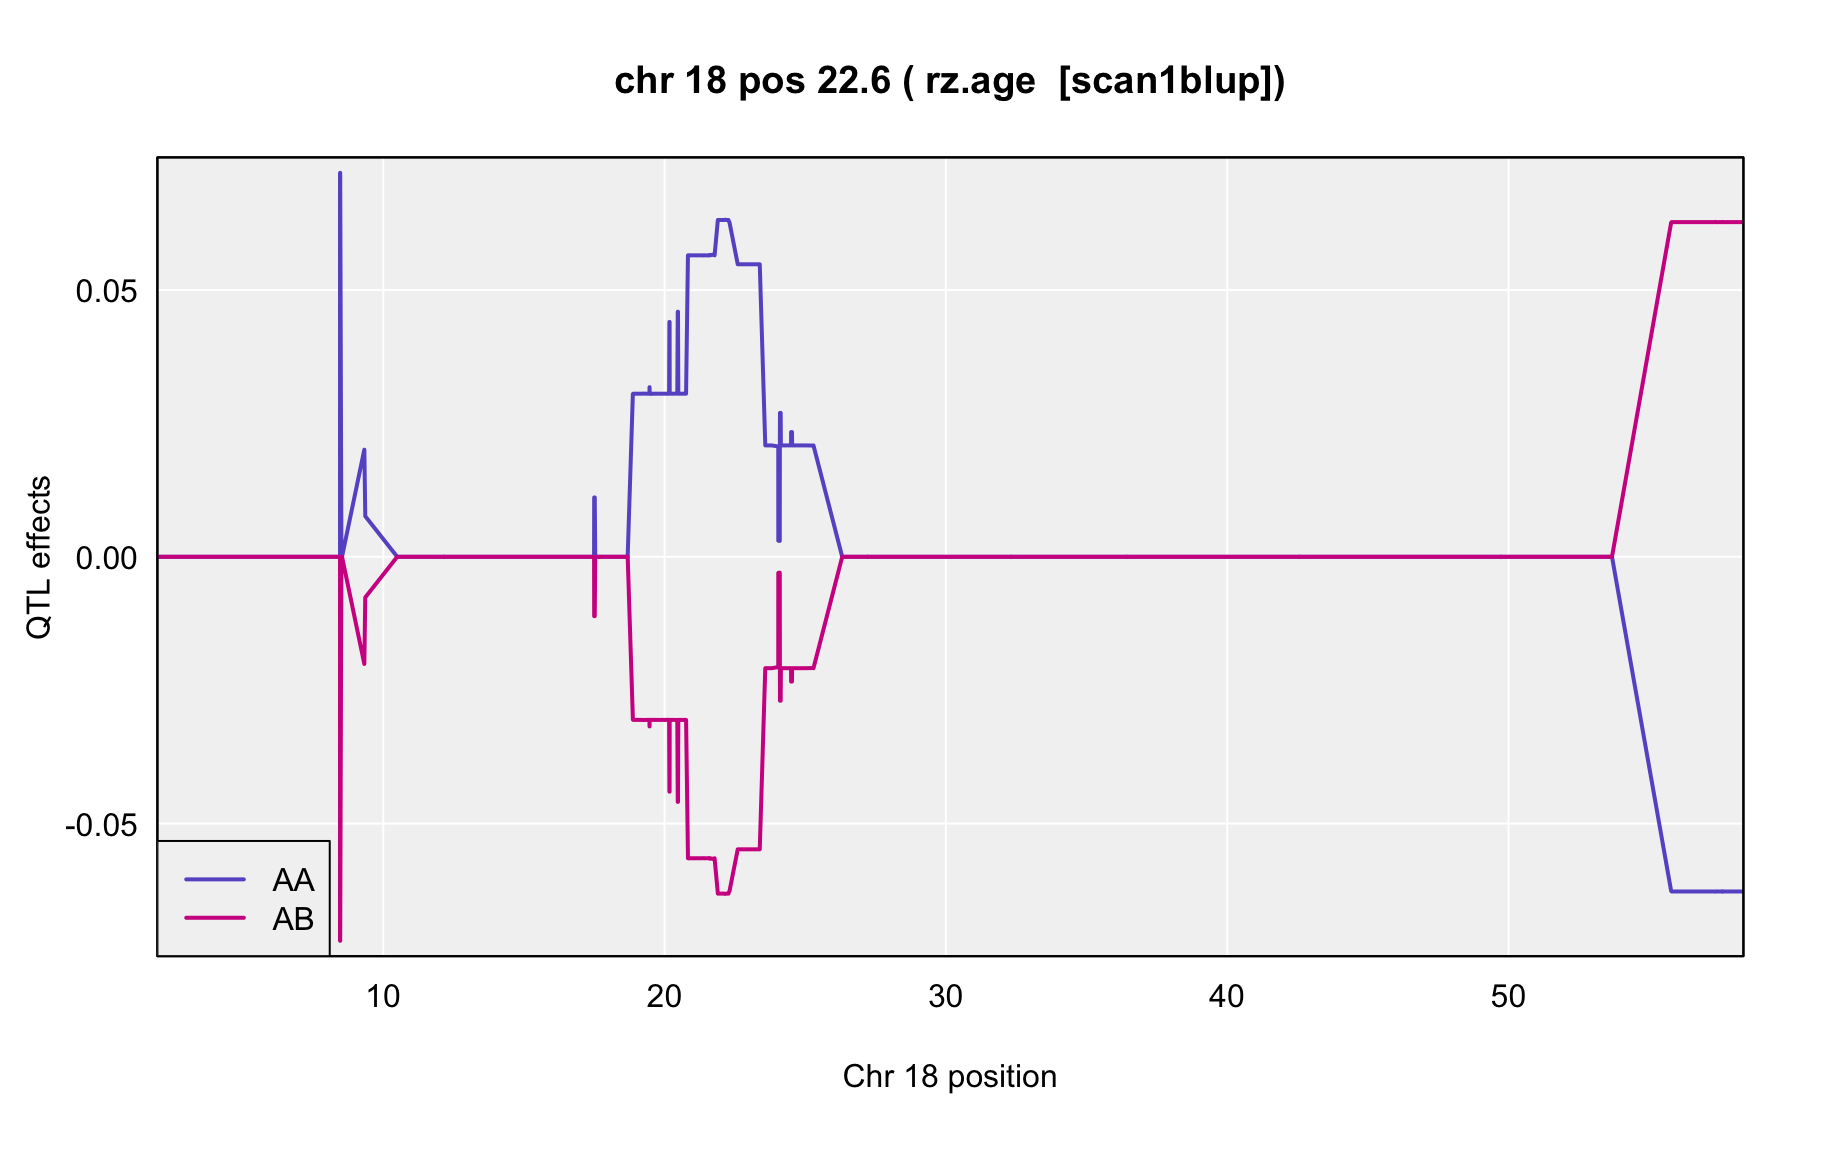 chr 18 pos 22.6 ( rz.age  [scan1blup])
QTL effects
0.05
0.00
-0.05
AA
AB
10 20 30 40 50
Chr 18 position